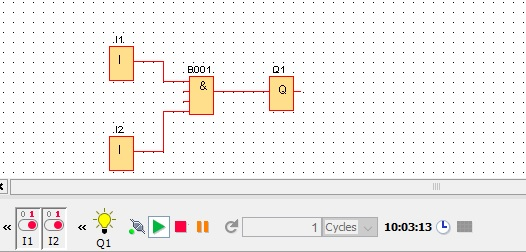 I1
I
B001
&
Q1
Q
I2
I
0 1 0 1
I1 I2
« « Q1
1 Cycles 10:03:13